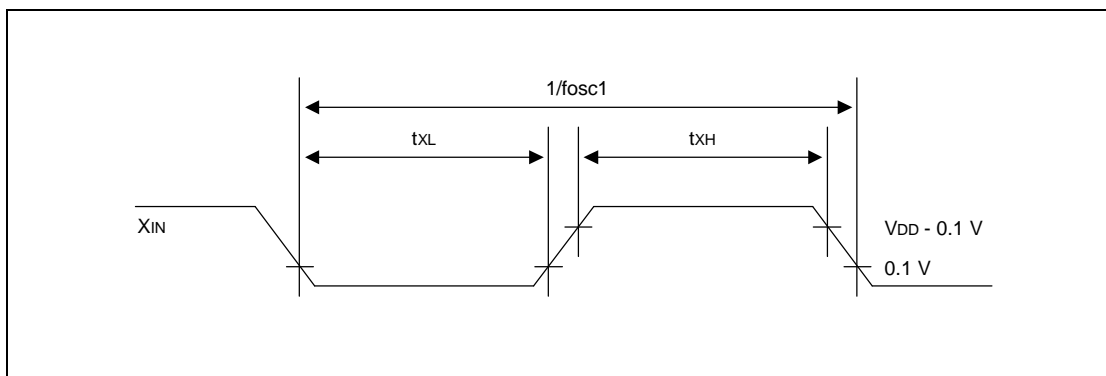 1/fosc1
tXL
tXH
XIN
VDD - 0.1 V
0.1 V